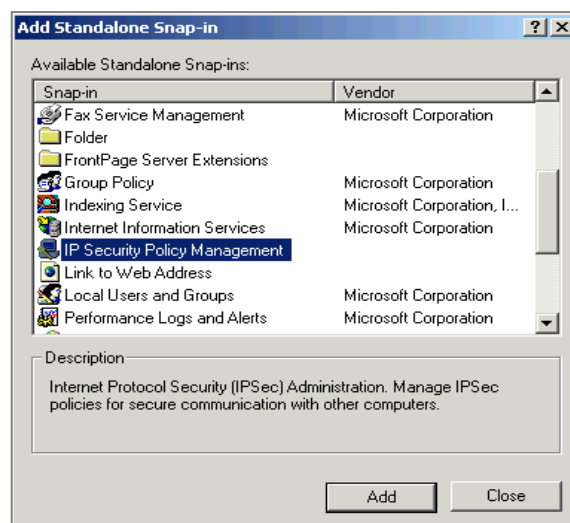 Add Standalone Snap-in
Available Standalone Snap-ins:
Snap-in Vendor
Fax Service Management Microsoft Corporation
Folder
FrontPage Server Extensions
Group Policy Microsoft Corporation
Indexing Service Microsoft Corporation, I...
Internet Information Services Microsoft Corporation
IP Security Policy Management
Link to Web Address
Local Users and Groups Microsoft Corporation
Performance Logs and Alerts Microsoft Corporation
Description
Internet Protocol Security (IPSec) Administration. Manage IPSec
policies for secure communication with other computers.
Add Close